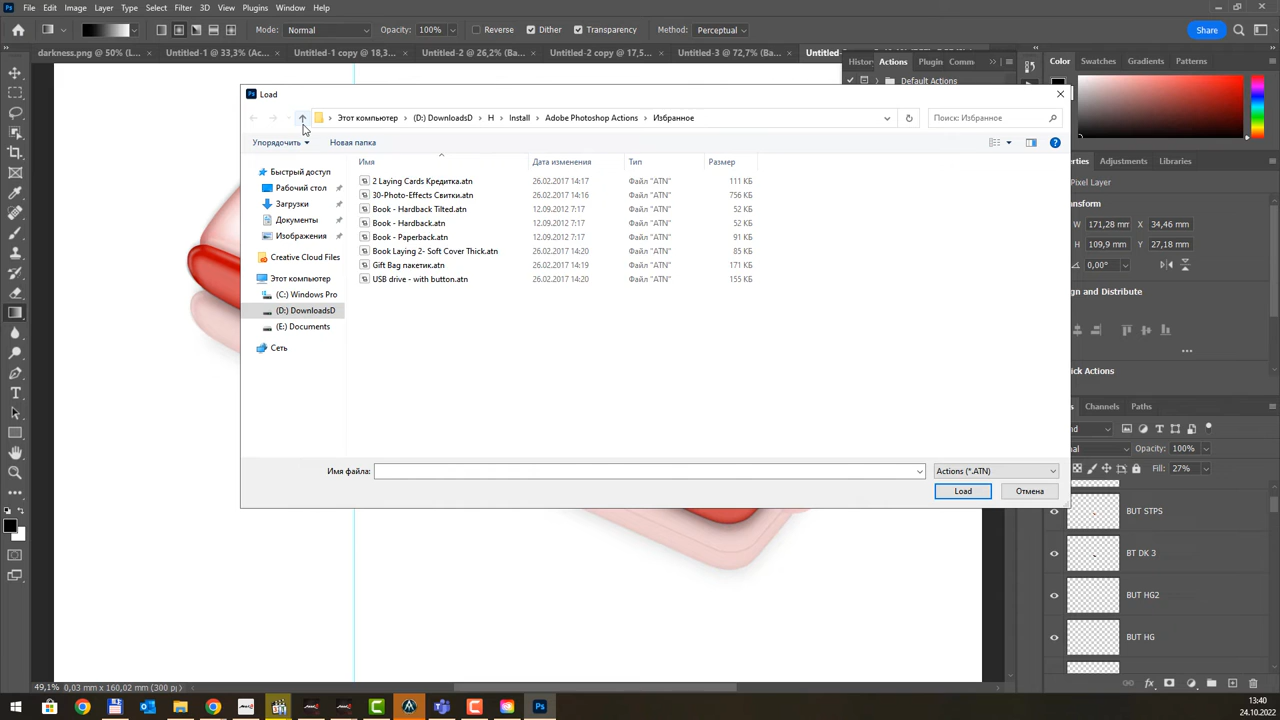 File Edit Image Layer Type Select Filter 3D View Plugins Window Help
Mode: Normal Opacity: 100% Reverse Dither Transparency Method: Perceptual Share
darkness.png @ 50% (L... Untitled-1 @ 33,3% (Ac... Untitled-1 copy @ 18,3... Untitled-2 @ 26,2% (Ba... Untitled-2 copy @ 17,5... Untitled-3 @ 72,7% (Ba... Untitled-
Histor Actions Plugin Comm Color Swatches Gradients Patterns
Default Actions
Load
Этот компьютер (D:) DownloadsD H Install Adobe Photoshop Actions Избранное Поиск: Избранное
Упорядочить Новая папка
Имя Дата изменения Тип Размер
Быстрый доступ
Рабочий стол
Загрузки
Документы
Изображения
Creative Cloud Files
Этот компьютер
(C:) Windows Pro
(D:) DownloadsD
(E:) Documents
Сеть
2 Laying Cards Кредитка.atn 26.02.2017 14:17 Файл "ATN" 111 КБ
30-Photo-Effects Свитки.atn 26.02.2017 14:16 Файл "ATN" 756 КБ
Book - Hardback Tilted.atn 12.09.2012 7:17 Файл "ATN" 52 КБ
Book - Hardback.atn 12.09.2012 7:17 Файл "ATN" 52 КБ
Book - Paperback.atn 12.09.2012 7:17 Файл "ATN" 91 КБ
Book Laying 2- Soft Cover Thick.atn 26.02.2017 14:20 Файл "ATN" 85 КБ
Gift Bag пакетик.atn 26.02.2017 14:19 Файл "ATN" 171 КБ
USB drive - with button.atn 26.02.2017 14:20 Файл "ATN" 155 КБ
Имя файла: Actions (*.ATN)
Load Отмена
erties Adjustments Libraries
Pixel Layer
ansform
W 171,28 mm X 34,46 mm
H 109,9 mm Y 27,18 mm
0,00°
n and Distribute
ck Actions
s Channels Paths
nd
Opacity: 100%
Fill: 27%
BUT STPS
BT DK 3
BUT HG2
BUT HG
49,1% 0,03 mm x 160,02 mm (300 p)
13:40
24.10.2022